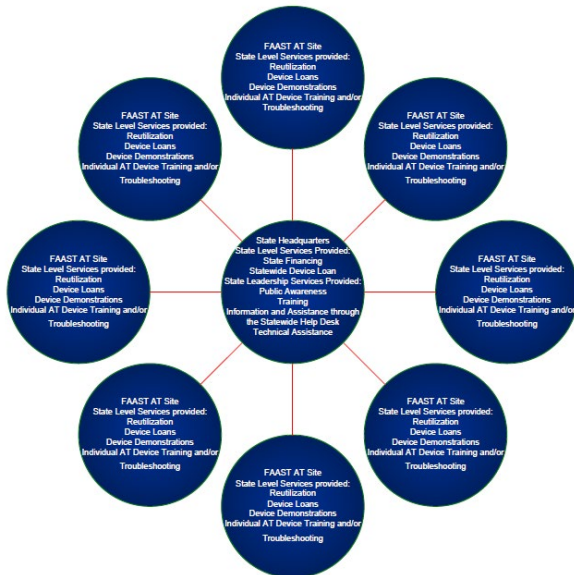 FAAST AT Site
State Level Services provided:
Reutilization
Device Loans
Device Demonstrations
Individual AT Device Training and/or
Troubleshooting
FAAST AT Site
State Level Services provided:
Reutilization
Device Loans
Device Demonstrations
Individual AT Device Training and/or
Troubleshooting
FAAST AT Site
State Level Services provided:
Reutilization
Device Loans
Device Demonstrations
Individual AT Device Training and/or
Troubleshooting
FAAST AT Site
State Level Services provided:
Reutilization
Device Loans
Device Demonstrations
Individual AT Device Training and/or
Troubleshooting
State Headquarters
State Level Services Provided:
State Financing
Statewide Device Loan
State Leadership Services Provided:
Public Awareness
Training
Information and Assistance through
the Statewide Help Desk
Technical Assistance
FAAST AT Site
State Level Services provided:
Reutilization
Device Loans
Device Demonstrations
Individual AT Device Training and/or
Troubleshooting
FAAST AT Site
State Level Services provided:
Reutilization
Device Loans
Device Demonstrations
Individual AT Device Training and/or
Troubleshooting
FAAST AT Site
State Level Services provided:
Reutilization
Device Loans
Device Demonstrations
Individual AT Device Training and/or
Troubleshooting
FAAST AT Site
State Level Services provided:
Reutilization
Device Loans
Device Demonstrations
Individual AT Device Training and/or
Troubleshooting